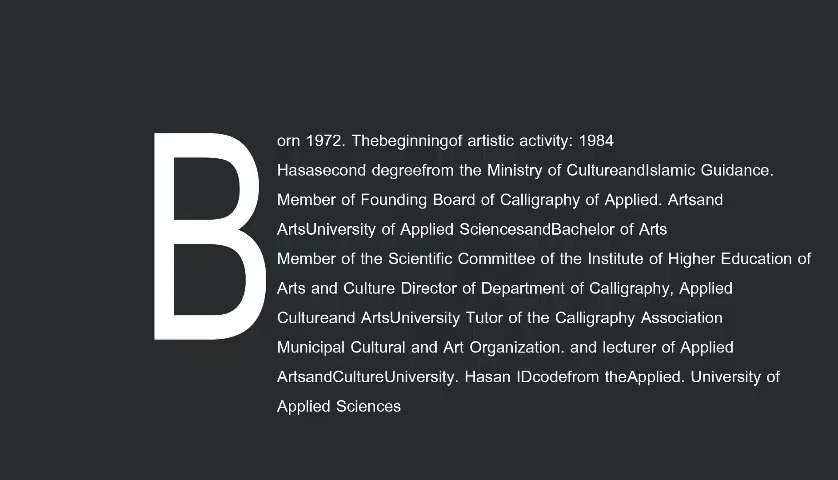 Born 1972. Thebeginningof artistic activity: 1984
Hasasecond degreefrom the Ministry of CultureandIslamic Guidance.
Member of Founding Board of Calligraphy of Applied. Artsand
ArtsUniversity of Applied SciencesandBachelor of Arts
Member of the Scientific Committee of the Institute of Higher Education of
Arts and Culture Director of Department of Calligraphy, Applied
Cultureand ArtsUniversity Tutor of the Calligraphy Association
Municipal Cultural and Art Organization. and lecturer of Applied
ArtsandCultureUniversity. Hasan IDcodefrom theApplied. University of
Applied Sciences